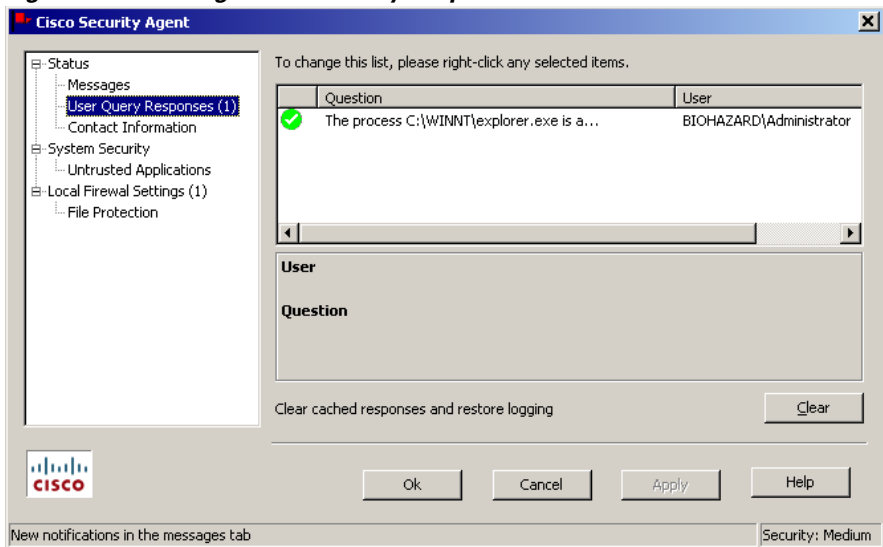 Cisco Security Agent
Status
Messages
User Query Responses (1)
Contact Information
System Security
Untrusted Applications
Local Firewal Settings (1)
File Protection
To change this list, please right-click any selected items.
Question User
The process C:\WINNT\explorer.exe is a... BIOHAZARD\Administrator
User
Question
Clear cached responses and restore logging Clear
CISCO
Ok Cancel Apply Help
New notifications in the messages tab Security: Medium